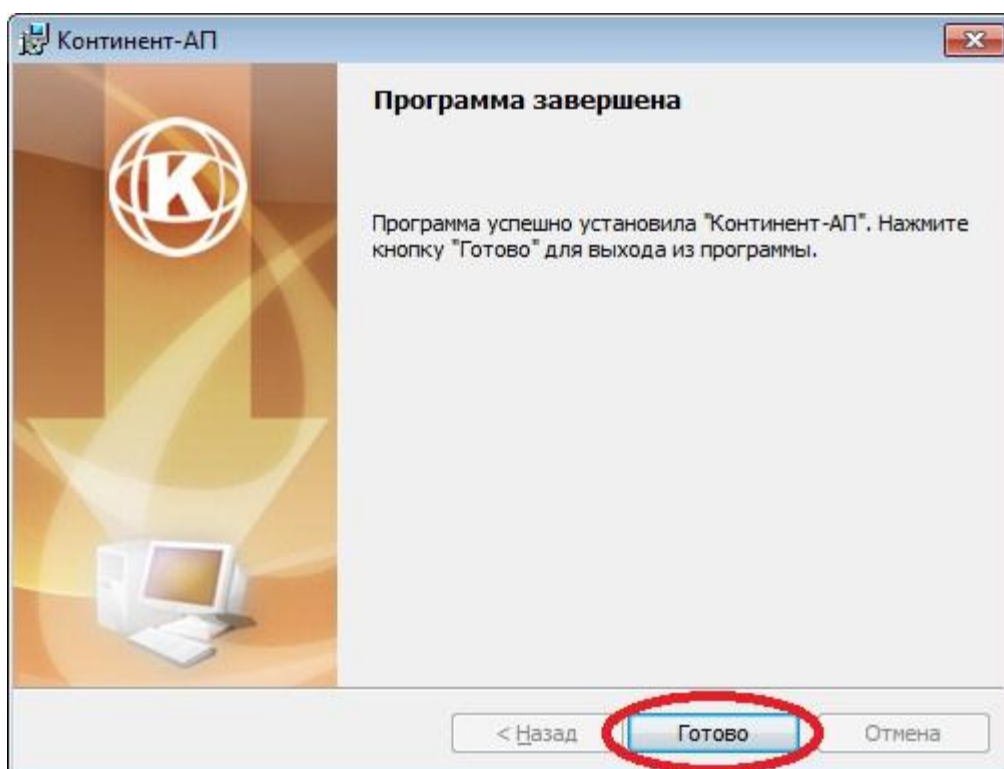 Континент-АП
К
Программа завершена
Программа успешно установила "Континент-АП". Нажмите
кнопку "Готово" для выхода из программы.
< Назад Готово Отмена